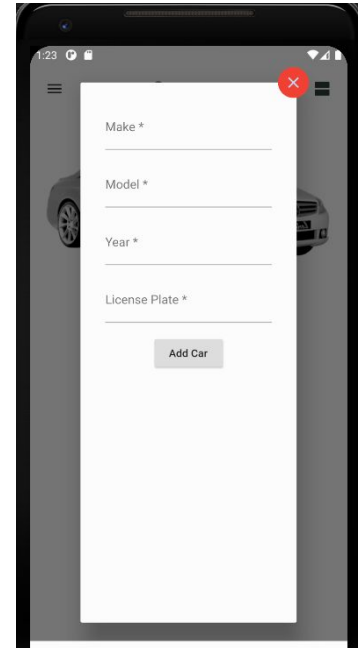 1:23
Make *
Model *
Year *
License Plate *
Add Car